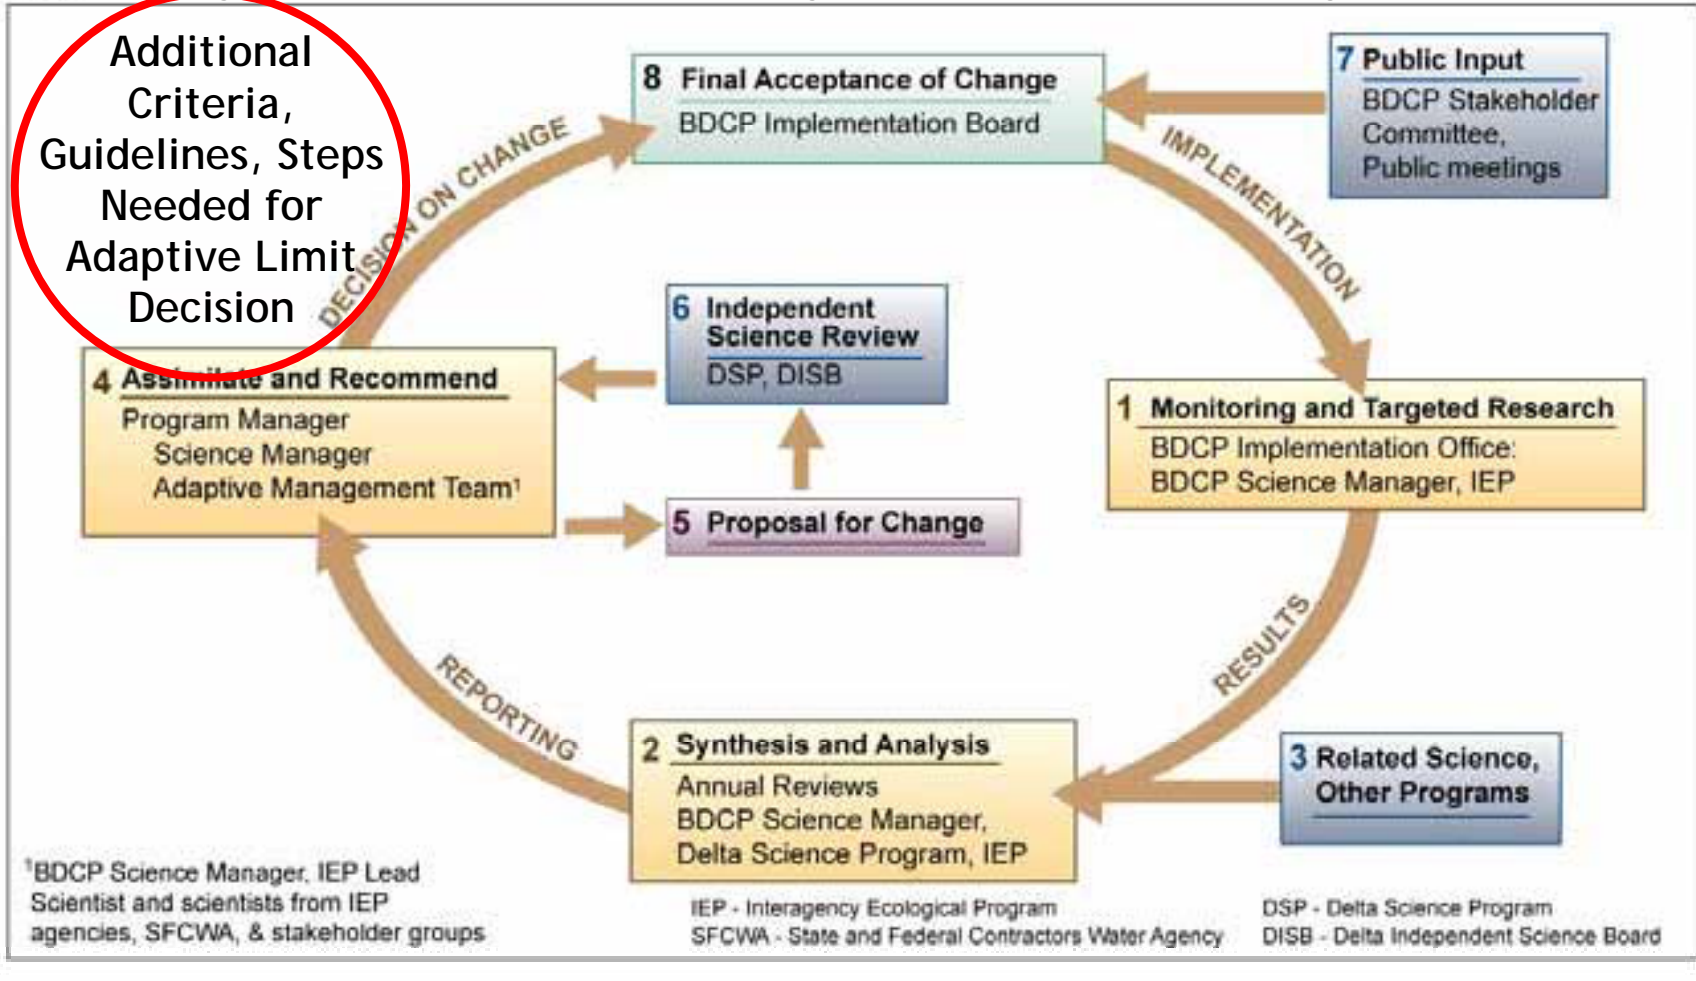 Additional
Criteria,
Guidelines, Steps
Needed for
Adaptive Limit
Decision
8 Final Acceptance of Change
BDCP Implementation Board
7 Public Input
BDCP Stakeholder
Committee,
Public meetings
DECISION ON CHANGE
IMPLEMENTATION
6 Independent
Science Review
DSP, DISB
4 Assimilate and Recommend
Program Manager
Science Manager
Adaptive Management Team¹
1 Monitoring and Targeted Research
BDCP Implementation Office:
BDCP Science Manager, IEP
5 Proposal for Change
REPORTING
RESULTS
2 Synthesis and Analysis
Annual Reviews
BDCP Science Manager,
Delta Science Program, IEP
3 Related Science,
Other Programs
¹BDCP Science Manager, IEP Lead
Scientist and scientists from IEP
agencies, SFCWA, & stakeholder groups
IEP - Interagency Ecological Program
SFCWA - State and Federal Contractors Water Agency
DSP - Delta Science Program
DISB - Delta Independent Science Board